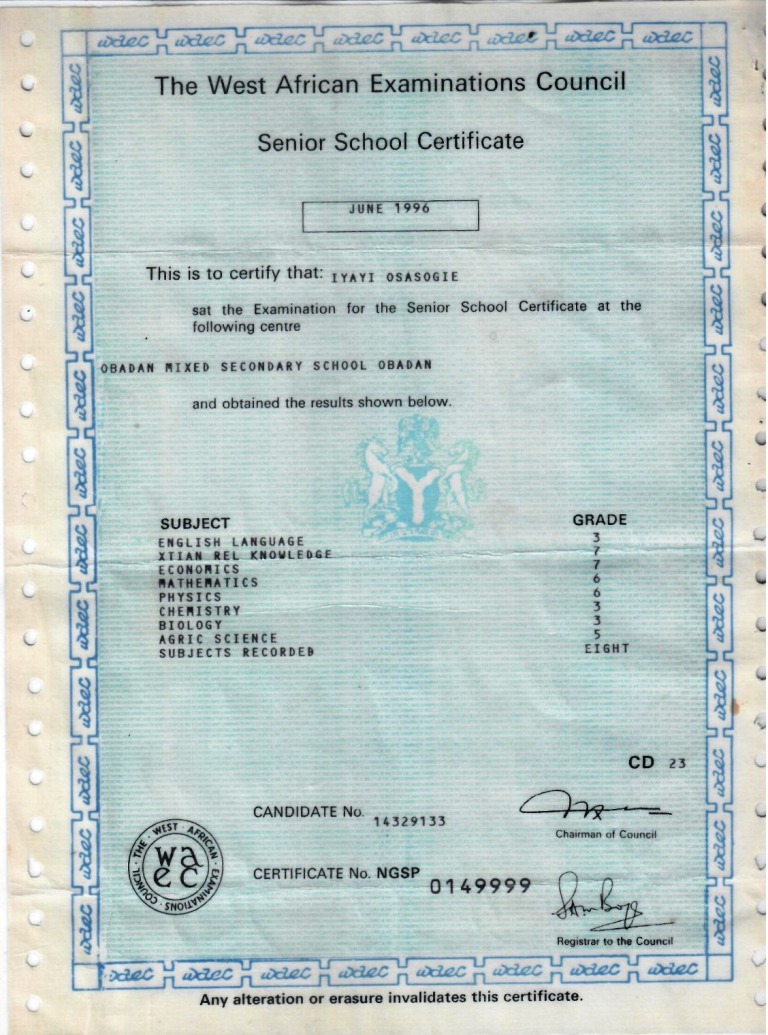 waec waec waec waec waec waec waec waec
The West African Examinations Council
Senior School Certificate
JUNE 1996
This is to certify that: IYAYI OSASOGIE
sat the Examination for the Senior School Certificate at the
following centre
OBADAN MIXED SECONDARY SCHOOL OBADAN
and obtained the results shown below.
SUBJECT GRADE
ENGLISH LANGUAGE 3
XTIAN REL KNOWLEDGE 7
ECONOMICS 7
MATHEMATICS 6
PHYSICS 6
CHEMISTRY 3
BIOLOGY 3
AGRIC SCIENCE 5
SUBJECTS RECORDED EIGHT
CD 23
CANDIDATE No. 14329133
Chairman of Council
THE · WEST · AFRICAN · EXAMINATIONS · COUNCIL
wa
ec
CERTIFICATE No. NGSP 0149999
Registrar to the Council
waec waec waec waec waec waec waec waec
Any alteration or erasure invalidates this certificate.